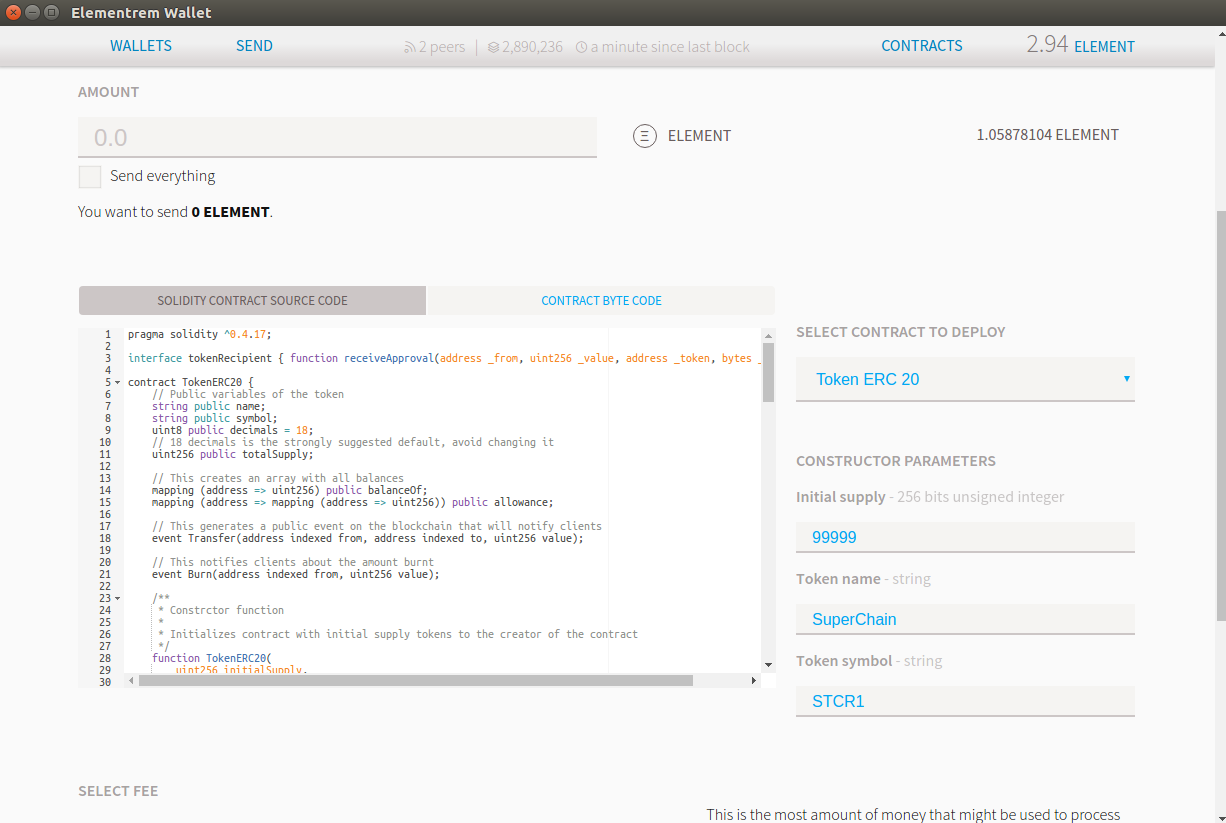 Elementrem Wallet
WALLETS SEND 2 peers | 2,890,236 a minute since last block CONTRACTS 2.94 ELEMENT
AMOUNT
0.0 ELEMENT 1.05878104 ELEMENT
Send everything
You want to send 0 ELEMENT.
SOLIDITY CONTRACT SOURCE CODE CONTRACT BYTE CODE
1 pragma solidity ^0.4.17;
2
3 interface tokenRecipient { function receiveApproval(address _from, uint256 _value, address _token, bytes _
4
5 contract TokenERC20 {
6 // Public variables of the token
7 string public name;
8 string public symbol;
9 uint8 public decimals = 18;
10 // 18 decimals is the strongly suggested default, avoid changing it
11 uint256 public totalSupply;
12
13 // This creates an array with all balances
14 mapping (address => uint256) public balanceOf;
15 mapping (address => mapping (address => uint256)) public allowance;
16
17 // This generates a public event on the blockchain that will notify clients
18 event Transfer(address indexed from, address indexed to, uint256 value);
19
20 // This notifies clients about the amount burnt
21 event Burn(address indexed from, uint256 value);
22
23 /**
24 * Constrctor function
25 *
26 * Initializes contract with initial supply tokens to the creator of the contract
27 */
28 function TokenERC20(
29 uint256 initialSupply,
30
SELECT CONTRACT TO DEPLOY
Token ERC 20
CONSTRUCTOR PARAMETERS
Initial supply - 256 bits unsigned integer
99999
Token name - string
SuperChain
Token symbol - string
STCR1
SELECT FEE
This is the most amount of money that might be used to process